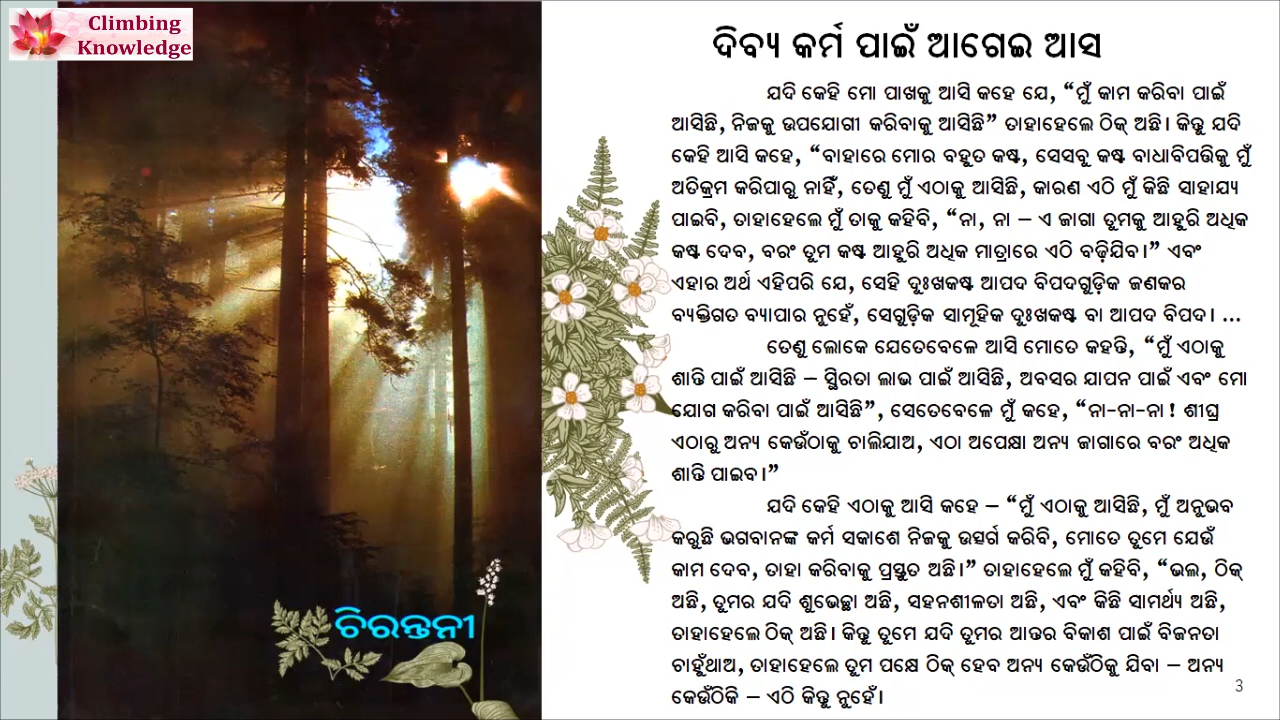 Climbing
Knowledge
ଚିରନ୍ତନୀ
ଦିବ୍ୟ କର୍ମ ପାଇଁ ଆଗେଇ ଆସ
ଯଦି କେହି ମୋ ପାଖକୁ ଆସି କହେ ଯେ, “ମୁଁ କାମ କରିବା ପାଇଁ
ଆସିଛି, ନିଜକୁ ଉପଯୋଗୀ କରିବାକୁ ଆସିଛି” ତାହାହେଲେ ଠିକ୍ ଅଛି। କିନ୍ତୁ ଯଦି
କେହି ଆସି କହେ, “ବାହାରେ ମୋର ବହୁତ କଷ୍ଟ, ସେସବୁ କଷ୍ଟ ବାଧାବିପତ୍ତିକୁ ମୁଁ
ଅତିକ୍ରମ କରିପାରୁ ନାହିଁ, ତେଣୁ ମୁଁ ଏଠାକୁ ଆସିଛି, କାରଣ ଏଠି ମୁଁ କିଛି ସାହାଯ୍ୟ
ପାଇବି, ତାହାହେଲେ ମୁଁ ତାକୁ କହିବି, “ନା, ନା – ଏ ଜାଗା ତୁମକୁ ଆହୁରି ଅଧିକ
କଷ୍ଟ ଦେବ, ବରଂ ତୁମ କଷ୍ଟ ଆହୁରି ଅଧିକ ମାତ୍ରାରେ ଏଠି ବଢ଼ିଯିବ।” ଏବଂ
ଏହାର ଅର୍ଥ ଏହିପରି ଯେ, ସେହି ଦୁଃଖକଷ୍ଟ ଆପଦ ବିପଦଗୁଡ଼ିକ ଜଣକର
ବ୍ୟକ୍ତିଗତ ବ୍ୟାପାର ନୁହେଁ, ସେଗୁଡ଼ିକ ସାମୂହିକ ଦୁଃଖକଷ୍ଟ ବା ଆପଦ ବିପଦ। ...
ତେଣୁ ଲୋକେ ଯେତେବେଳେ ଆସି ମୋତେ କହନ୍ତି, “ମୁଁ ଏଠାକୁ
ଶାନ୍ତି ପାଇଁ ଆସିଛି – ସ୍ଥିରତା ଲାଭ ପାଇଁ ଆସିଛି, ଅବସର ଯାପନ ପାଇଁ ଏବଂ ମୋ
ଯୋଗ କରିବା ପାଇଁ ଆସିଛି”, ସେତେବେଳେ ମୁଁ କହେ, “ନା-ନା-ନା ! ଶୀଘ୍ର
ଏଠାରୁ ଅନ୍ୟ କେଉଁଠାକୁ ଚାଲିଯାଅ, ଏଠା ଅପେକ୍ଷା ଅନ୍ୟ ଜାଗାରେ ବରଂ ଅଧିକ
ଶାନ୍ତି ପାଇବ।”
ଯଦି କେହି ଏଠାକୁ ଆସି କହେ – “ମୁଁ ଏଠାକୁ ଆସିଛି, ମୁଁ ଅନୁଭବ
କରୁଛି ଭଗବାନଙ୍କ କର୍ମ ସକାଶେ ନିଜକୁ ଉତ୍ସର୍ଗ କରିବି, ମୋତେ ତୁମେ ଯେଉଁ
କାମ ଦେବ, ତାହା କରିବାକୁ ପ୍ରସ୍ତୁତ ଅଛି।” ତାହାହେଲେ ମୁଁ କହିବି, “ଭଲ, ଠିକ୍
ଅଛି, ତୁମର ଯଦି ଶୁଭେଚ୍ଛା ଅଛି, ସହନଶୀଳତା ଅଛି, ଏବଂ କିଛି ସାମର୍ଥ୍ୟ ଅଛି,
ତାହାହେଲେ ଠିକ୍ ଅଛି। କିନ୍ତୁ ତୁମେ ଯଦି ତୁମର ଆନ୍ତର ବିକାଶ ପାଇଁ ବିଜନତା
ଚାହୁଁଥାଅ, ତାହାହେଲେ ତୁମ ପକ୍ଷେ ଠିକ୍ ହେବ ଅନ୍ୟ କେଉଁଠିକୁ ଯିବା – ଅନ୍ୟ
କେଉଁଠିକି – ଏଠି କିନ୍ତୁ ନୁହେଁ।
3